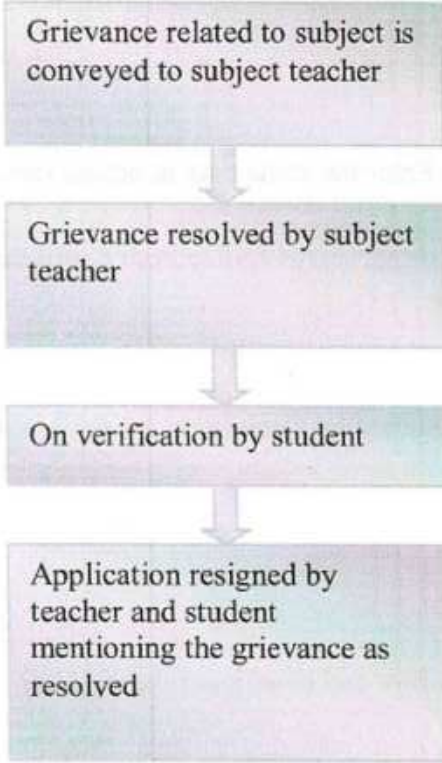 Grievance related to subject is
conveyed to subject teacher
Grievance resolved by subject
teacher
On verification by student
Application resigned by
teacher and student
mentioning the grievance as
resolved